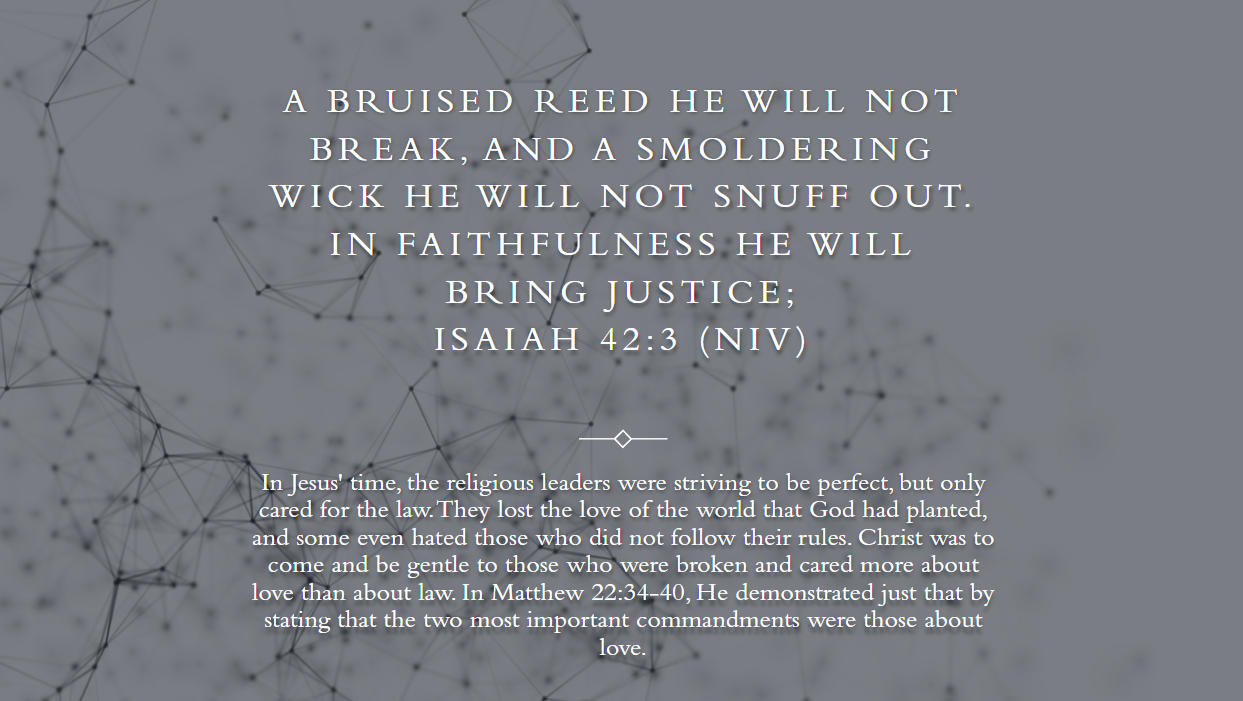 A BRUISED REED HE WILL NOT
BREAK, AND A SMOLDERING
WICK HE WILL NOT SNUFF OUT.
IN FAITHFULNESS HE WILL
BRING JUSTICE;
ISAIAH 42:3 (NIV)
In Jesus' time, the religious leaders were striving to be perfect, but only
cared for the law. They lost the love of the world that God had planted,
and some even hated those who did not follow their rules. Christ was to
come and be gentle to those who were broken and cared more about
love than about law. In Matthew 22:34-40, He demonstrated just that by
stating that the two most important commandments were those about
love.